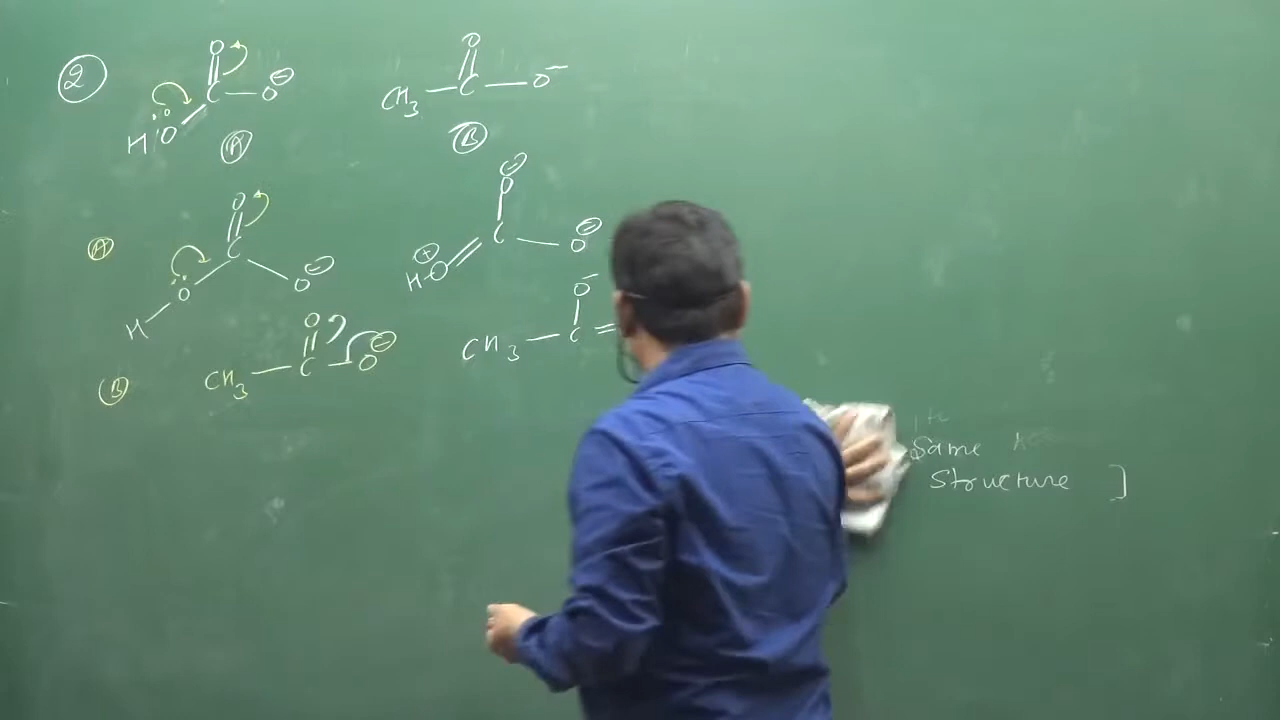 ②
O
C O⊖
H O
Ⓐ
O
CH₃ — C — O⁻
Ⓑ
Ⓐ
O
C
O
O⊖
H
O⊖
C — O⊖
H-O⊕
Ⓑ
O
CH₃ — C — O⊖
O⁻
CH₃ — C =
Same
Structure ]